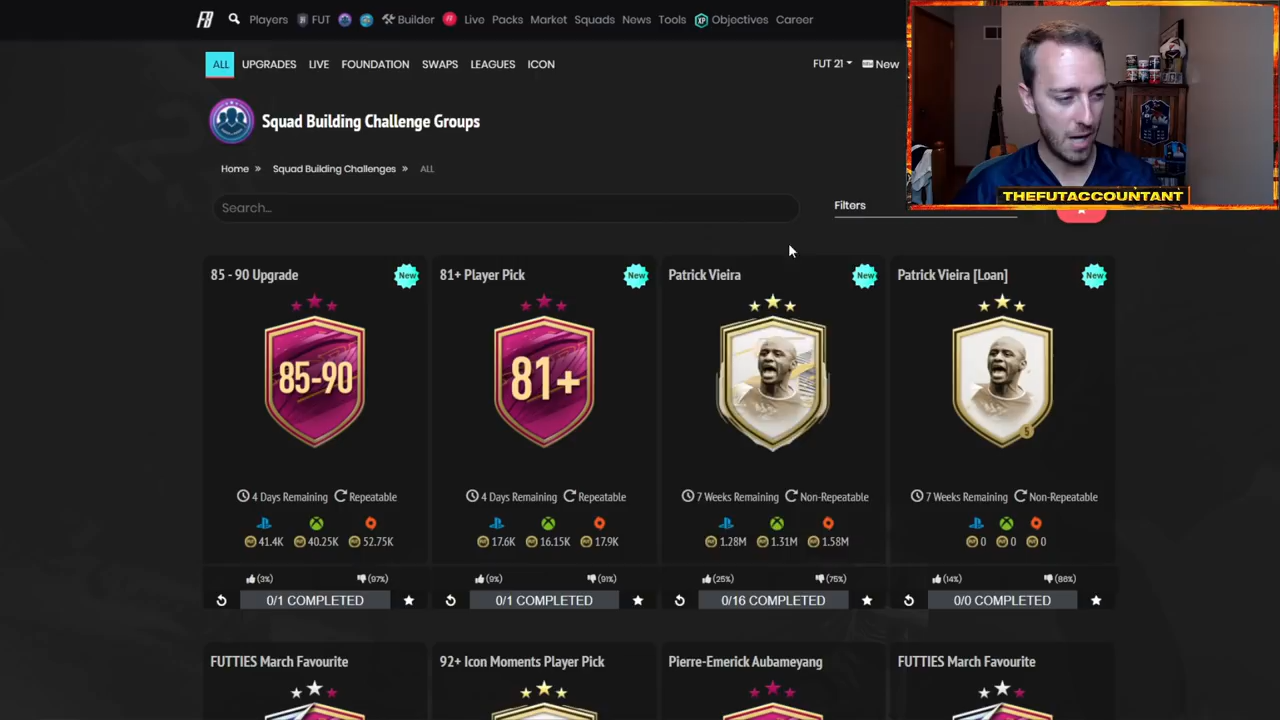 F8 Players FUT Builder Live Packs Market Squads News Tools XP Objectives Career
ALL UPGRADES LIVE FOUNDATION SWAPS LEAGUES ICON FUT 21 New
Squad Building Challenge Groups
Home » Squad Building Challenges » ALL
Search...
Filters
THEFUTACCOUNTANT
85 - 90 Upgrade New
85-90
4 Days Remaining Repeatable
41.4K 40.25K 52.75K
(3%) (97%)
0/1 COMPLETED
81+ Player Pick New
81+
4 Days Remaining Repeatable
17.6K 16.15K 17.9K
(9%) (91%)
0/1 COMPLETED
Patrick Vieira New
7 Weeks Remaining Non-Repeatable
1.28M 1.31M 1.58M
(25%) (75%)
0/16 COMPLETED
Patrick Vieira [Loan] New
5
7 Weeks Remaining Non-Repeatable
0 0 0
(14%) (86%)
0/0 COMPLETED
FUTTIES March Favourite
92+ Icon Moments Player Pick
Pierre-Emerick Aubameyang
FUTTIES March Favourite